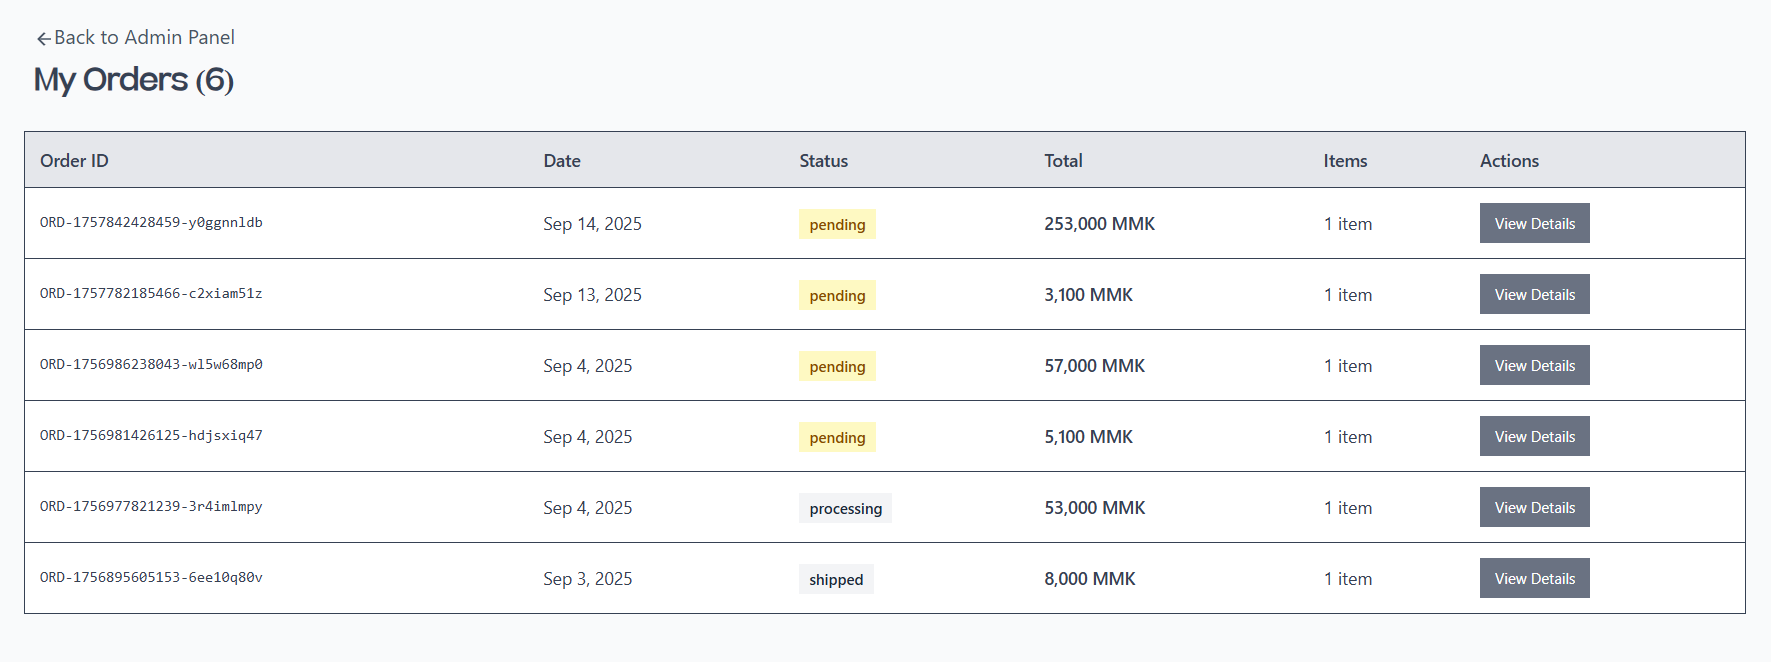 ←Back to Admin Panel
My Orders (6)
Order ID Date Status Total Items Actions
ORD-1757842428459-y0ggnnldb Sep 14, 2025 pending 253,000 MMK 1 item View Details
ORD-1757782185466-c2xiam51z Sep 13, 2025 pending 3,100 MMK 1 item View Details
ORD-1756986238043-wl5w68mp0 Sep 4, 2025 pending 57,000 MMK 1 item View Details
ORD-1756981426125-hdjsxiq47 Sep 4, 2025 pending 5,100 MMK 1 item View Details
ORD-1756977821239-3r4imlmpy Sep 4, 2025 processing 53,000 MMK 1 item View Details
ORD-1756895605153-6ee10q80v Sep 3, 2025 shipped 8,000 MMK 1 item View Details